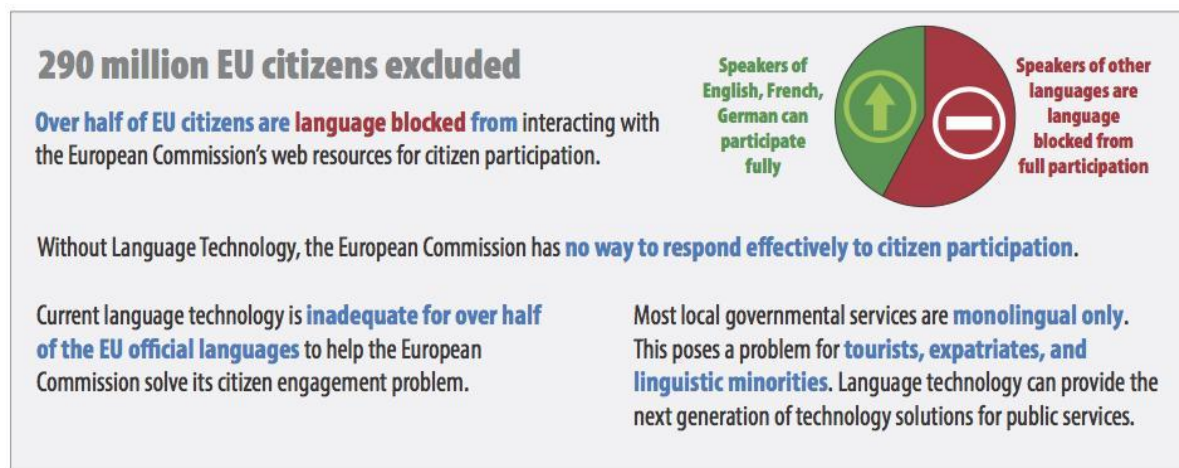 290 million EU citizens excluded
Over half of EU citizens are language blocked from interacting with
the European Commission's web resources for citizen participation.
Speakers of
English, French,
German can
participate
fully
Speakers of other
languages are
language
blocked from
full participation
Without Language Technology, the European Commission has no way to respond effectively to citizen participation.
Current language technology is inadequate for over half
of the EU official languages to help the European
Commission solve its citizen engagement problem.
Most local governmental services are monolingual only.
This poses a problem for tourists, expatriates, and
linguistic minorities. Language technology can provide the
next generation of technology solutions for public services.